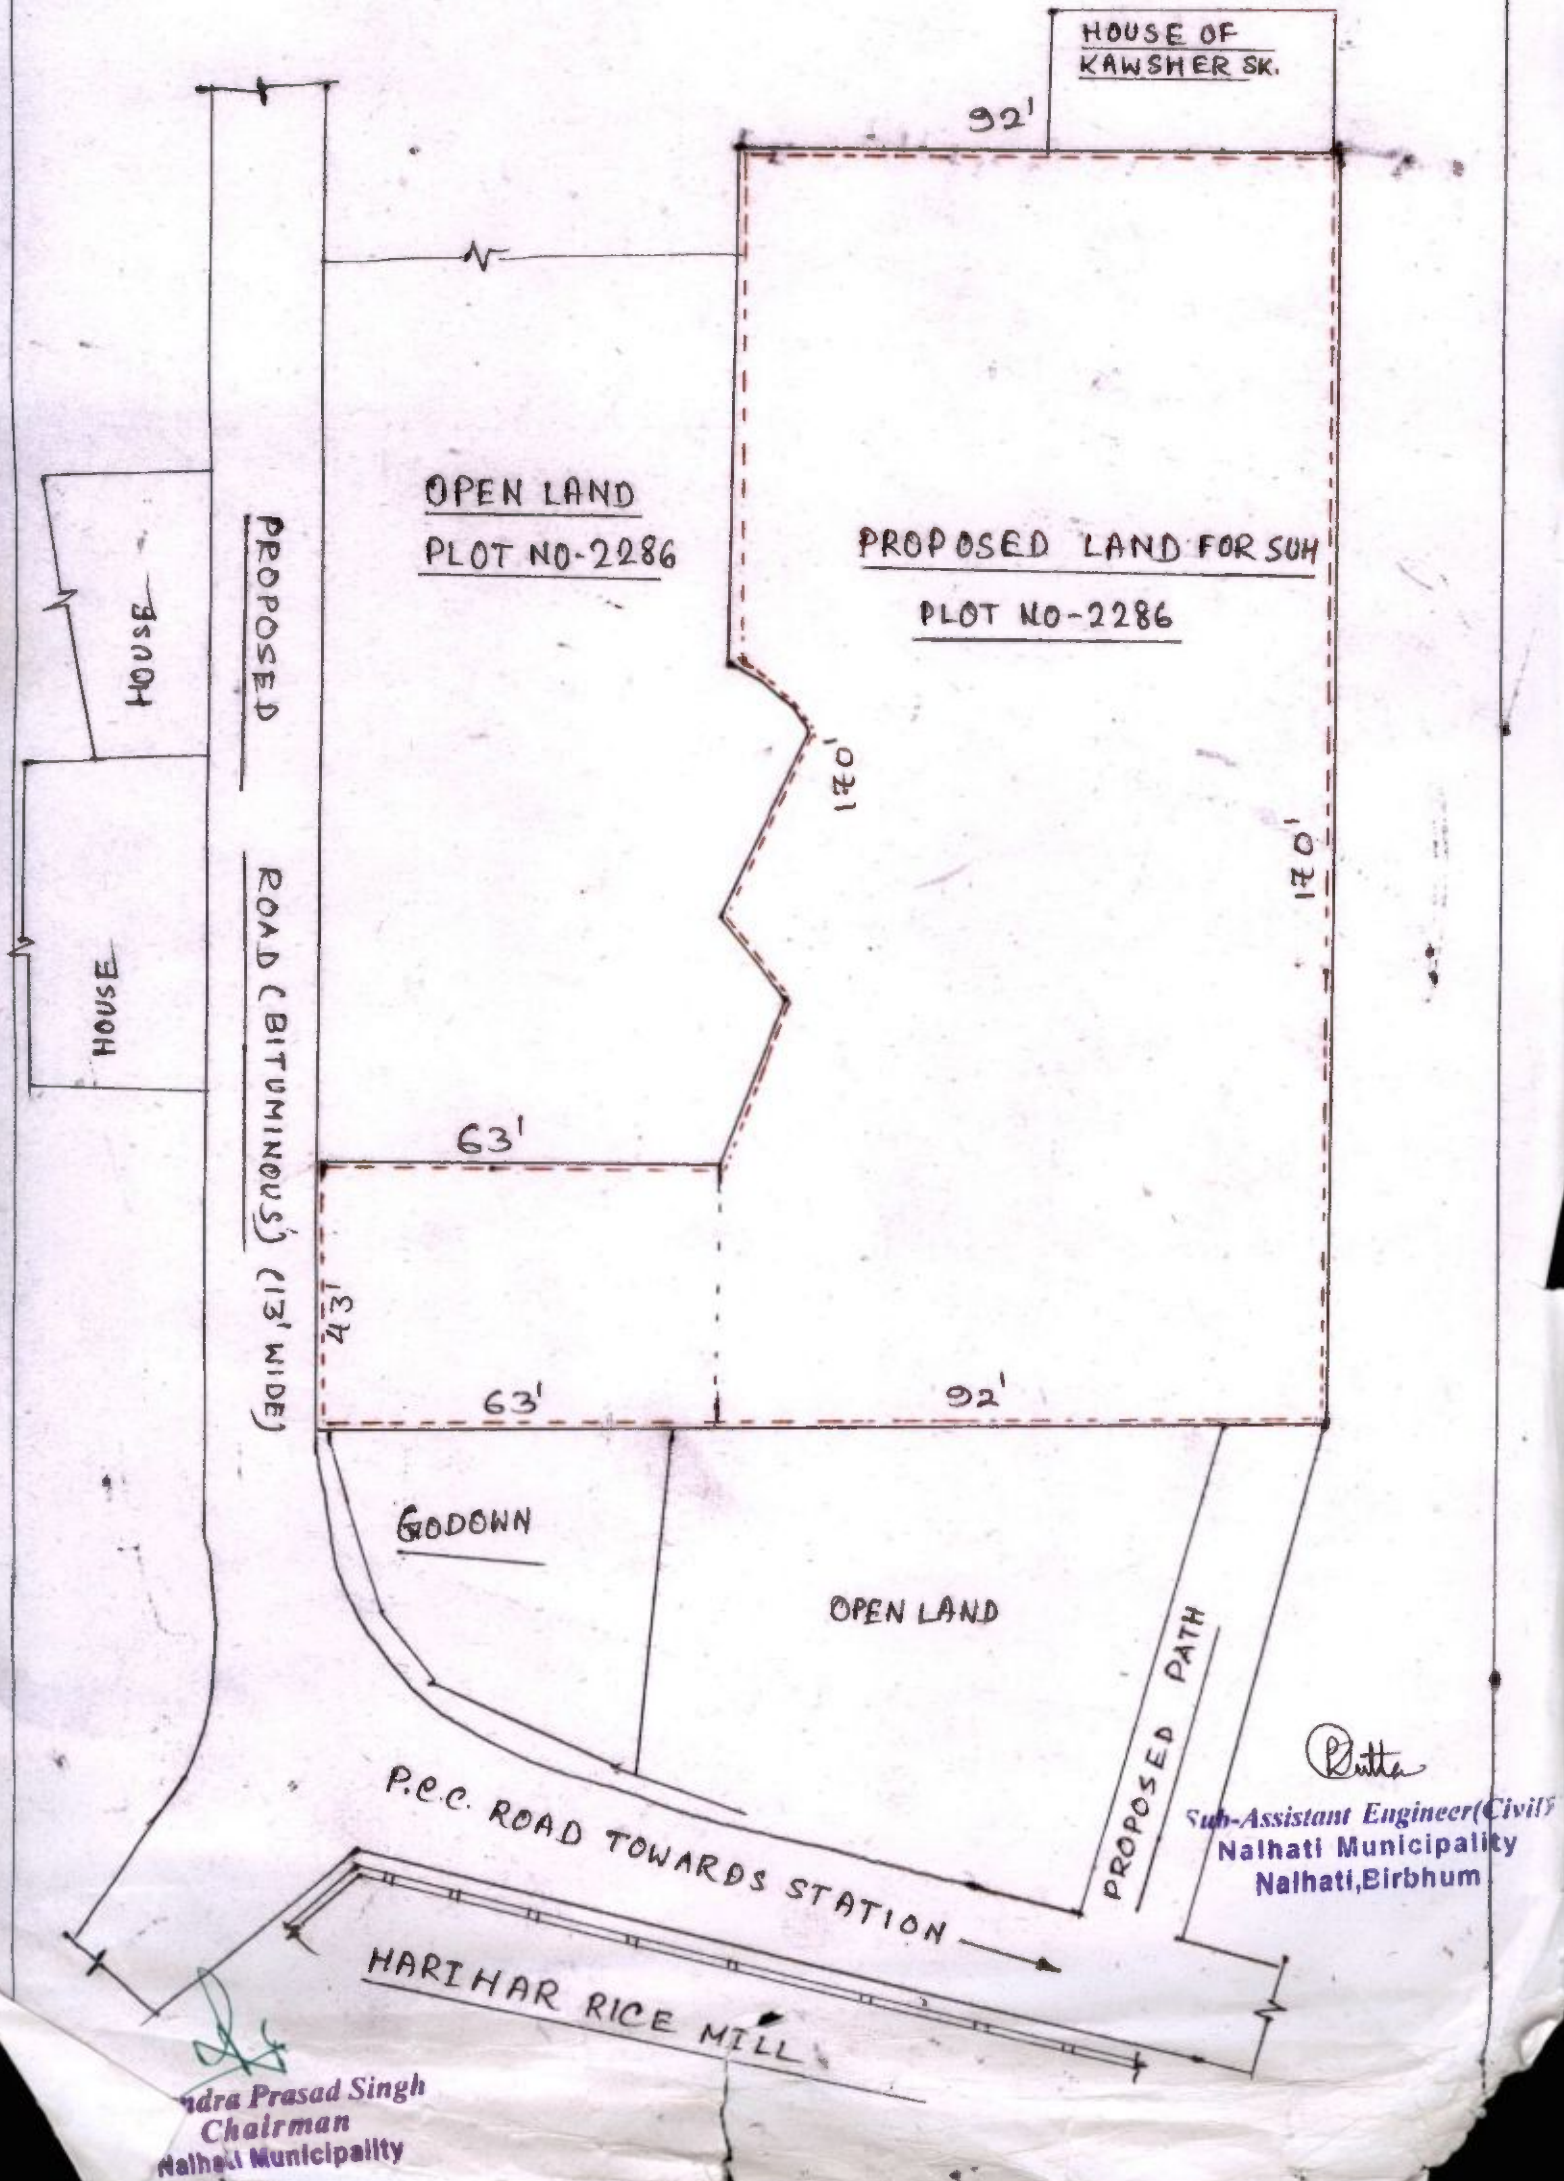 HOUSE OF
KAWSHER SK.
92'
OPEN LAND
PLOT NO-2286
PROPOSED LAND FOR SUH
PLOT NO-2286
HOUSE
HOUSE
PROPOSED ROAD (BITUMINOUS) (13' WIDE)
170'
170'
63'
43'
63'
92'
GODOWN
OPEN LAND
PROPOSED PATH
P.C.C. ROAD TOWARDS STATION
HARIHAR RICE MILL
Sub-Assistant Engineer(Civil)
Nalhati Municipality
Nalhati,Birbhum
Prasad Singh
Chairman
Nalhati Municipality